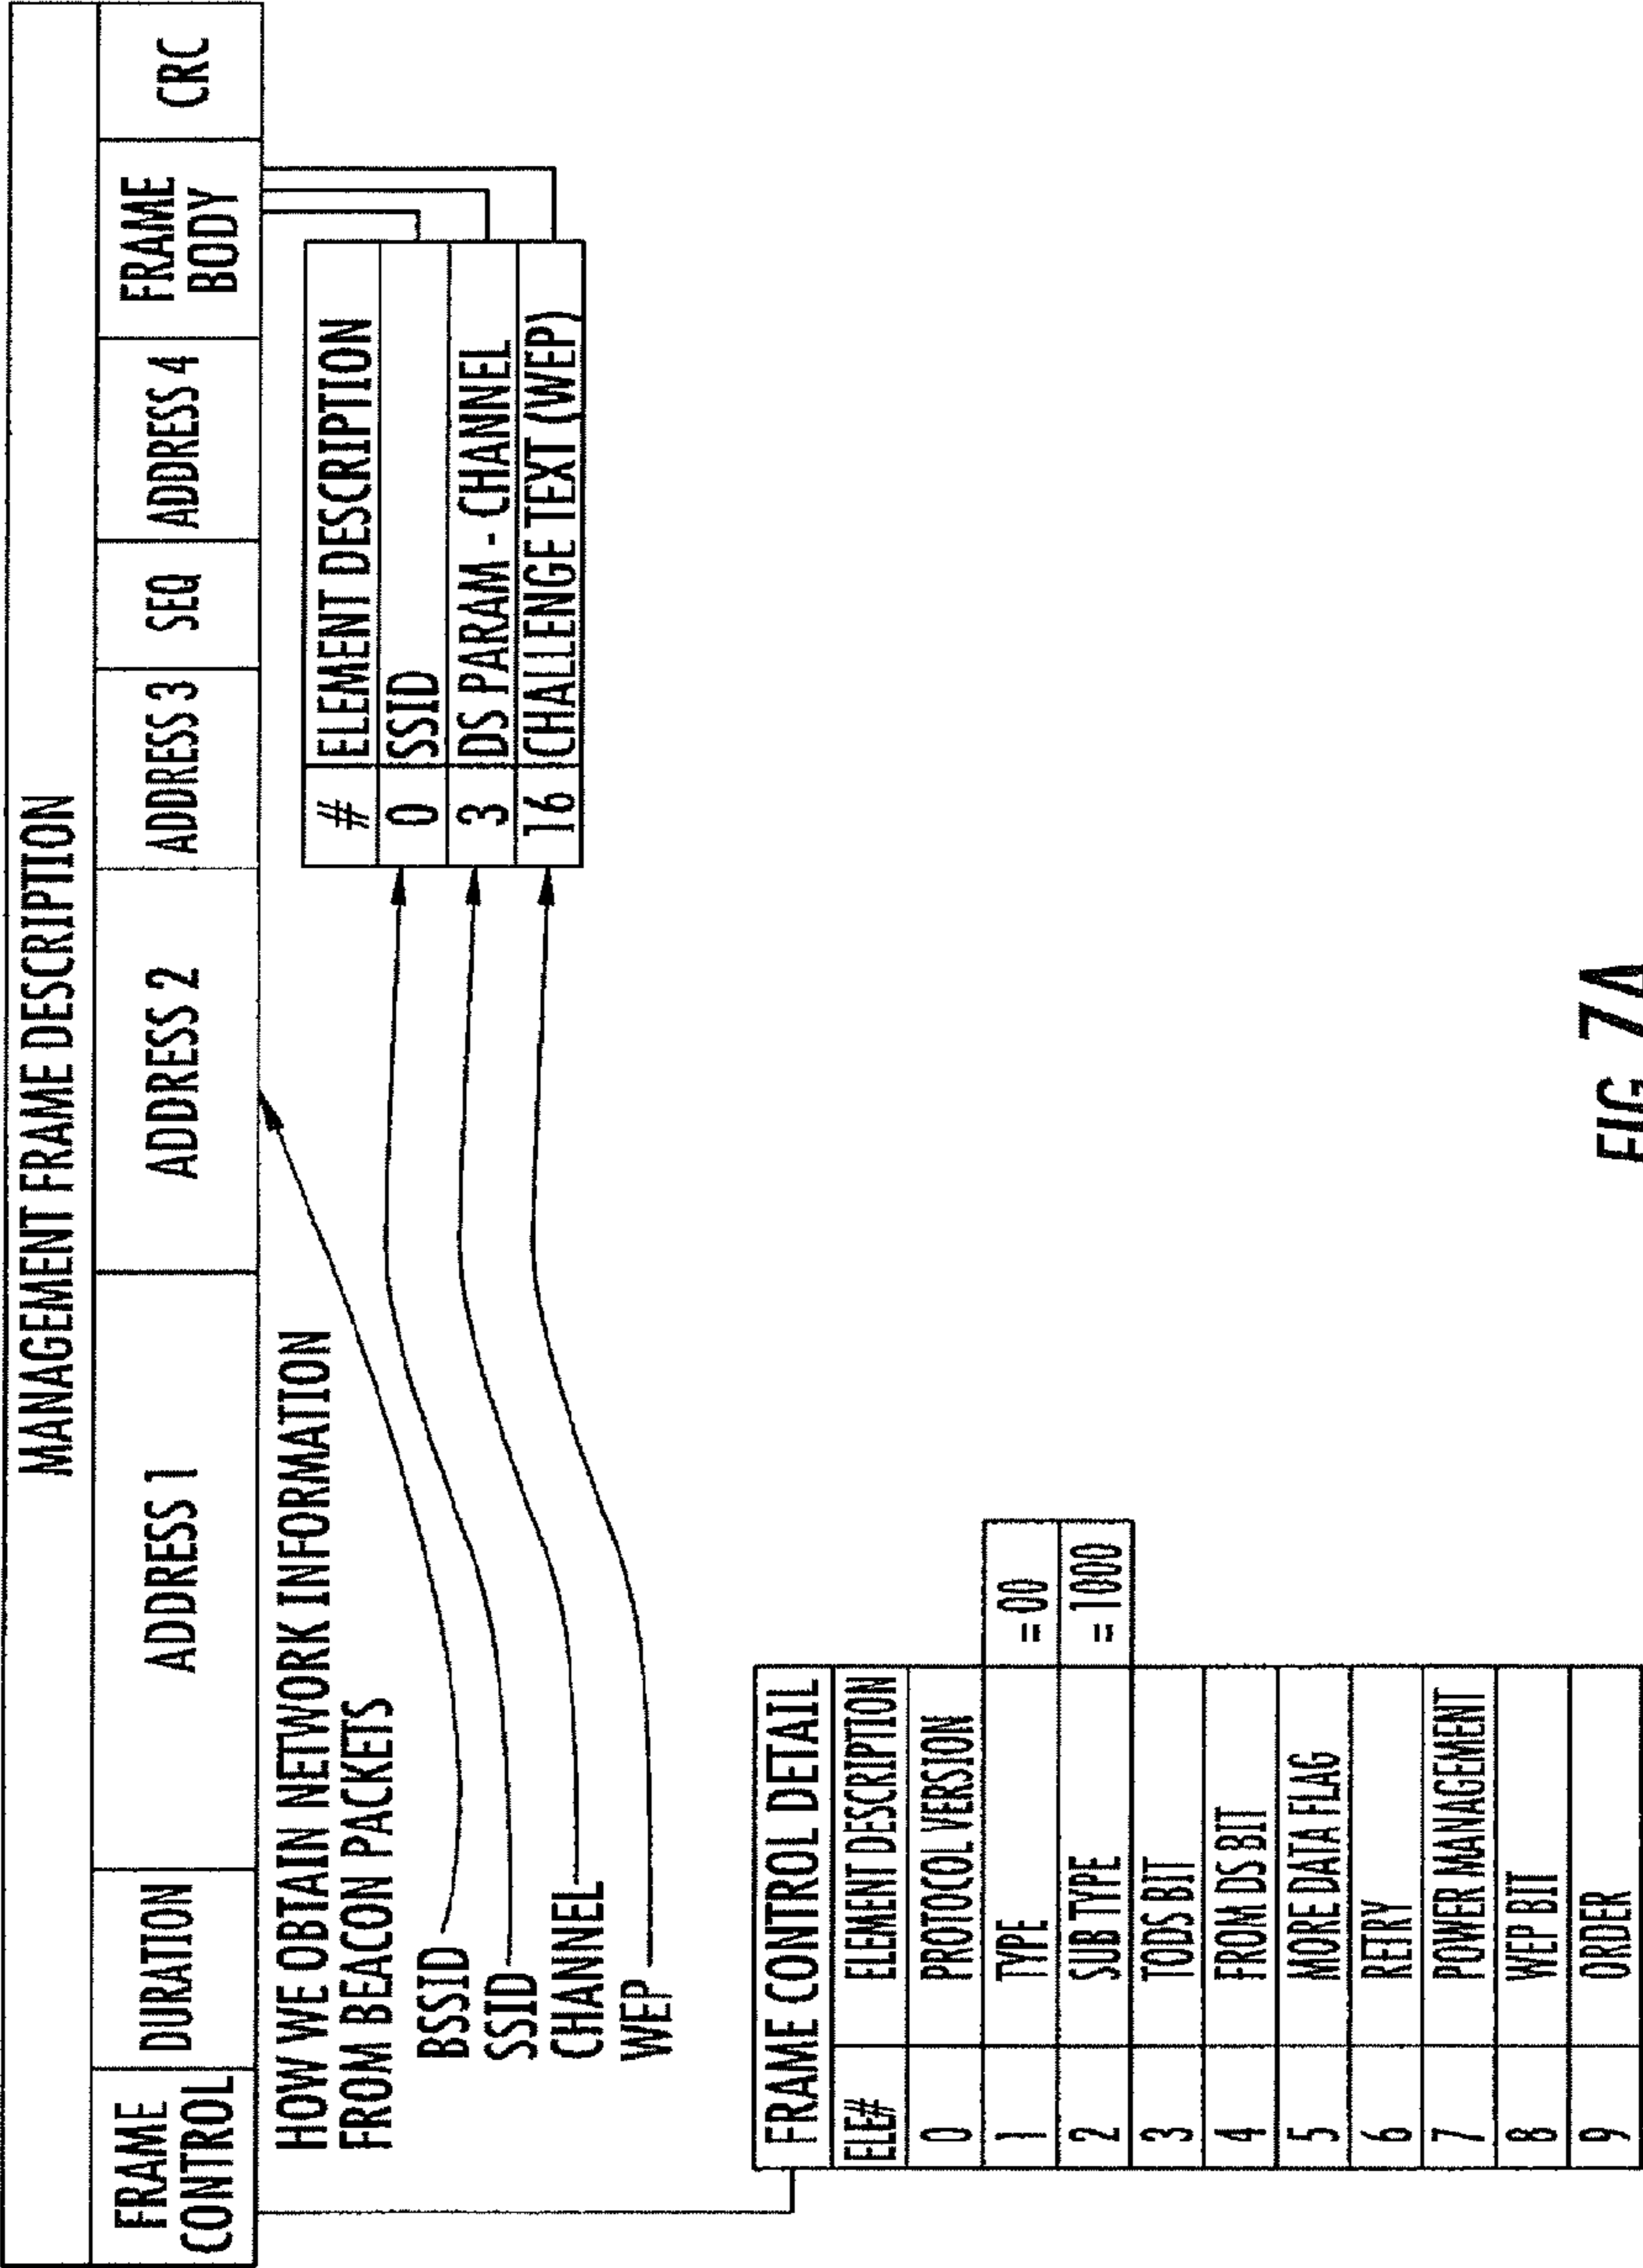 MANAGEMENT FRAME DESCRIPTION
FRAME CONTROL DURATION ADDRESS 1 ADDRESS 2 ADDRESS 3 SEQ ADDRESS 4 FRAME BODY CRC
HOW WE OBTAIN NETWORK INFORMATION
FROM BEACON PACKETS
BSSID
SSID
CHANNEL
WEP
# ELEMENT DESCRIPTION
0 SSID
3 DS PARAM - CHANNEL
16 CHALLENGE TEXT (WEP)
FRAME CONTROL DETAIL
ELE# ELEMENT DESCRIPTION
0 PROTOCOL VERSION
1 TYPE =00
2 SUB TYPE =1000
3 TODS BIT
4 FROM DS BIT
5 MORE DATA FLAG
6 RETRY
7 POWER MANAGEMENT
8 WEP BIT
9 ORDER
FIG 7A